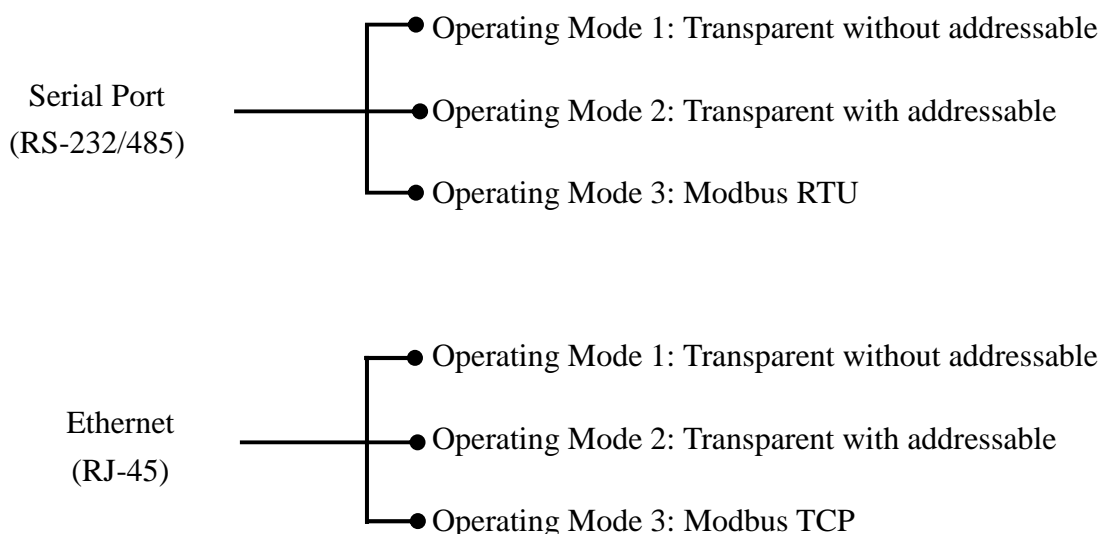 Operating Mode 1: Transparent without addressable
Serial Port
(RS-232/485)
Operating Mode 2: Transparent with addressable
Operating Mode 3: Modbus RTU
Operating Mode 1: Transparent without addressable
Ethernet
(RJ-45)
Operating Mode 2: Transparent with addressable
Operating Mode 3: Modbus TCP